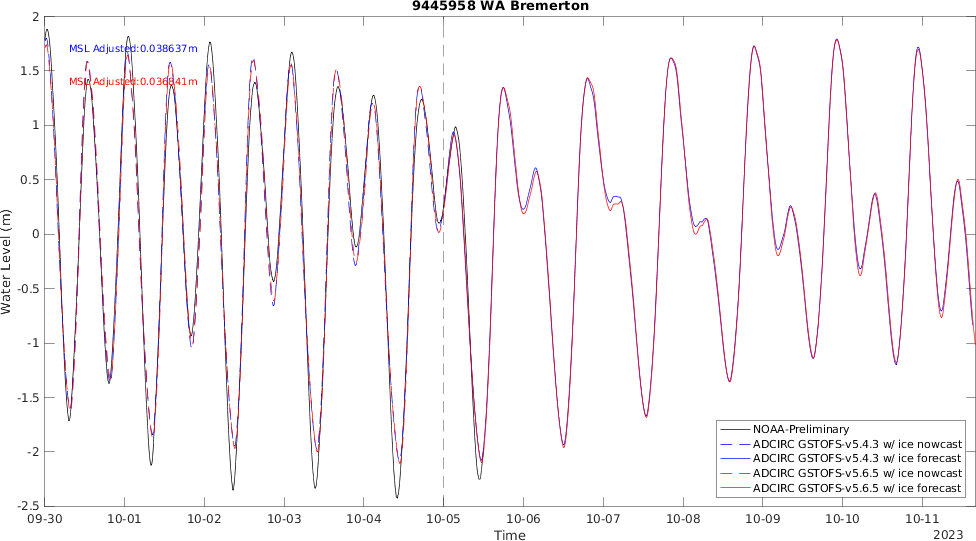 9445958 WA Bremerton
2
1.5
1
0.5
0
-0.5
-1
-1.5
-2
-2.5
Water Level (m)
MSL Adjusted:0.038637m
MSL Adjusted:0.036841m
NOAA-Preliminary
ADCIRC GSTOFS-v5.4.3 w/ ice nowcast
ADCIRC GSTOFS-v5.4.3 w/ ice forecast
ADCIRC GSTOFS-v5.6.5 w/ ice nowcast
ADCIRC GSTOFS-v5.6.5 w/ ice forecast
09-30 10-01 10-02 10-03 10-04 10-05 10-06 10-07 10-08 10-09 10-10 10-11
Time
2023